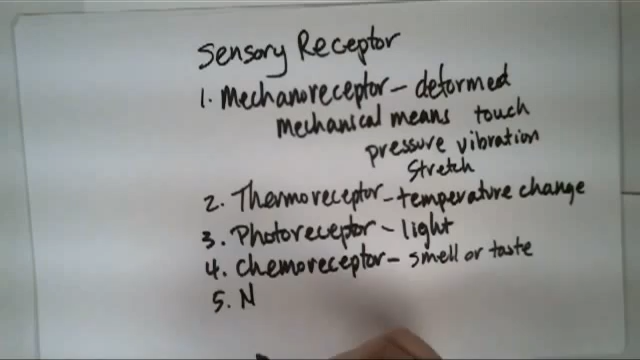 Sensory Receptor
1. Mechanoreceptor - deformed
Mechanical means touch
pressure vibration
stretch
2. Thermoreceptor - temperature change
3. Photoreceptor - light
4. Chemoreceptor - smell or taste
5. N